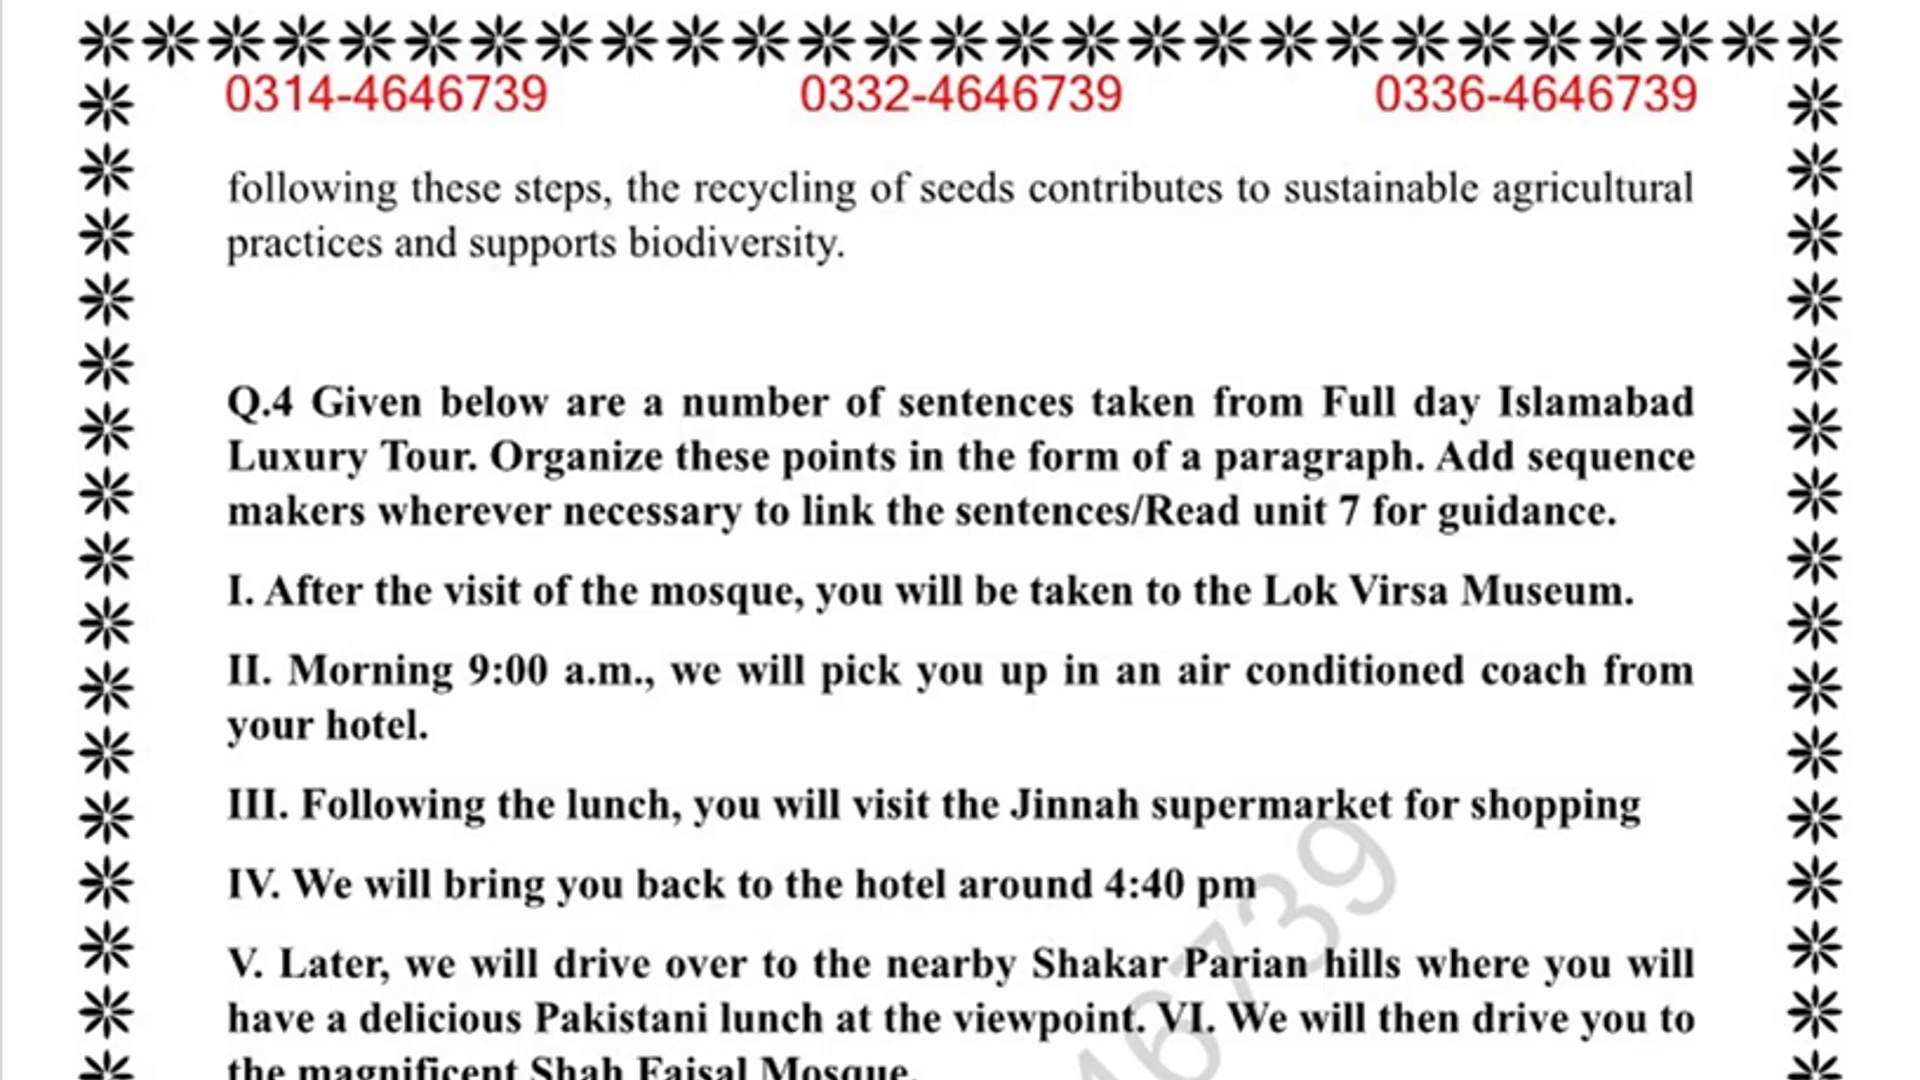 0314-4646739 0332-4646739 0336-4646739
following these steps, the recycling of seeds contributes to sustainable agricultural
practices and supports biodiversity.
Q.4 Given below are a number of sentences taken from Full day Islamabad
Luxury Tour. Organize these points in the form of a paragraph. Add sequence
makers wherever necessary to link the sentences/Read unit 7 for guidance.
I. After the visit of the mosque, you will be taken to the Lok Virsa Museum.
II. Morning 9:00 a.m., we will pick you up in an air conditioned coach from
your hotel.
III. Following the lunch, you will visit the Jinnah supermarket for shopping
IV. We will bring you back to the hotel around 4:40 pm
V. Later, we will drive over to the nearby Shakar Parian hills where you will
have a delicious Pakistani lunch at the viewpoint. VI. We will then drive you to
the magnificent Shah Faisal Mosque.
46739